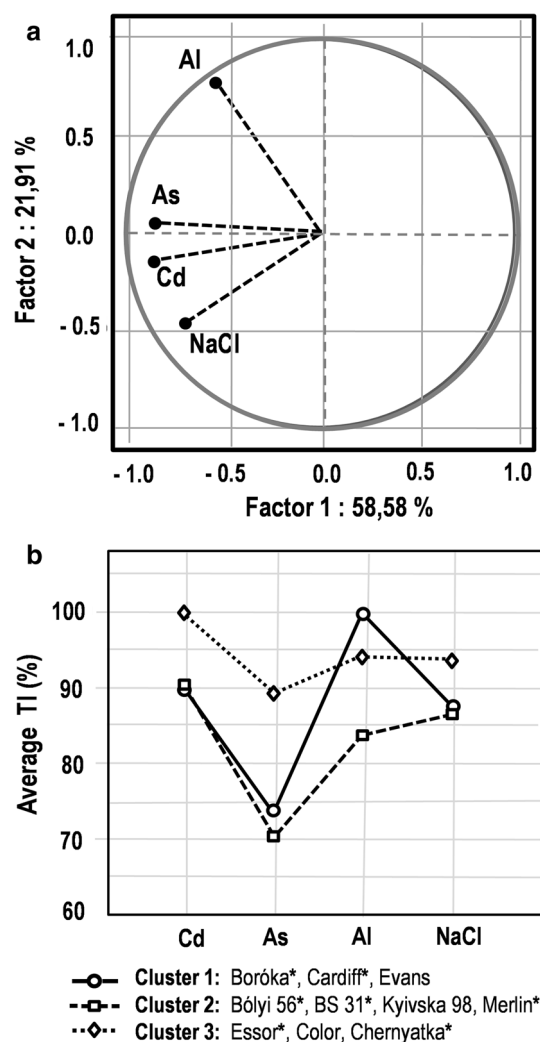 a
1.0
0.5
0.0
- 0.5
- 1.0
Factor 2 : 21,91 %
Al
As
Cd
NaCl
- 1.0 -0.5 0.0 0.5 1.0
Factor 1 : 58,58 %
b
100
90
80
70
60
Average TI (%)
Cd As Al NaCl
Cluster 1: Boróka*, Cardiff*, Evans
Cluster 2: Bólyi 56*, BS 31*, Kyivska 98, Merlin*
Cluster 3: Essor*, Color, Chernyatka*